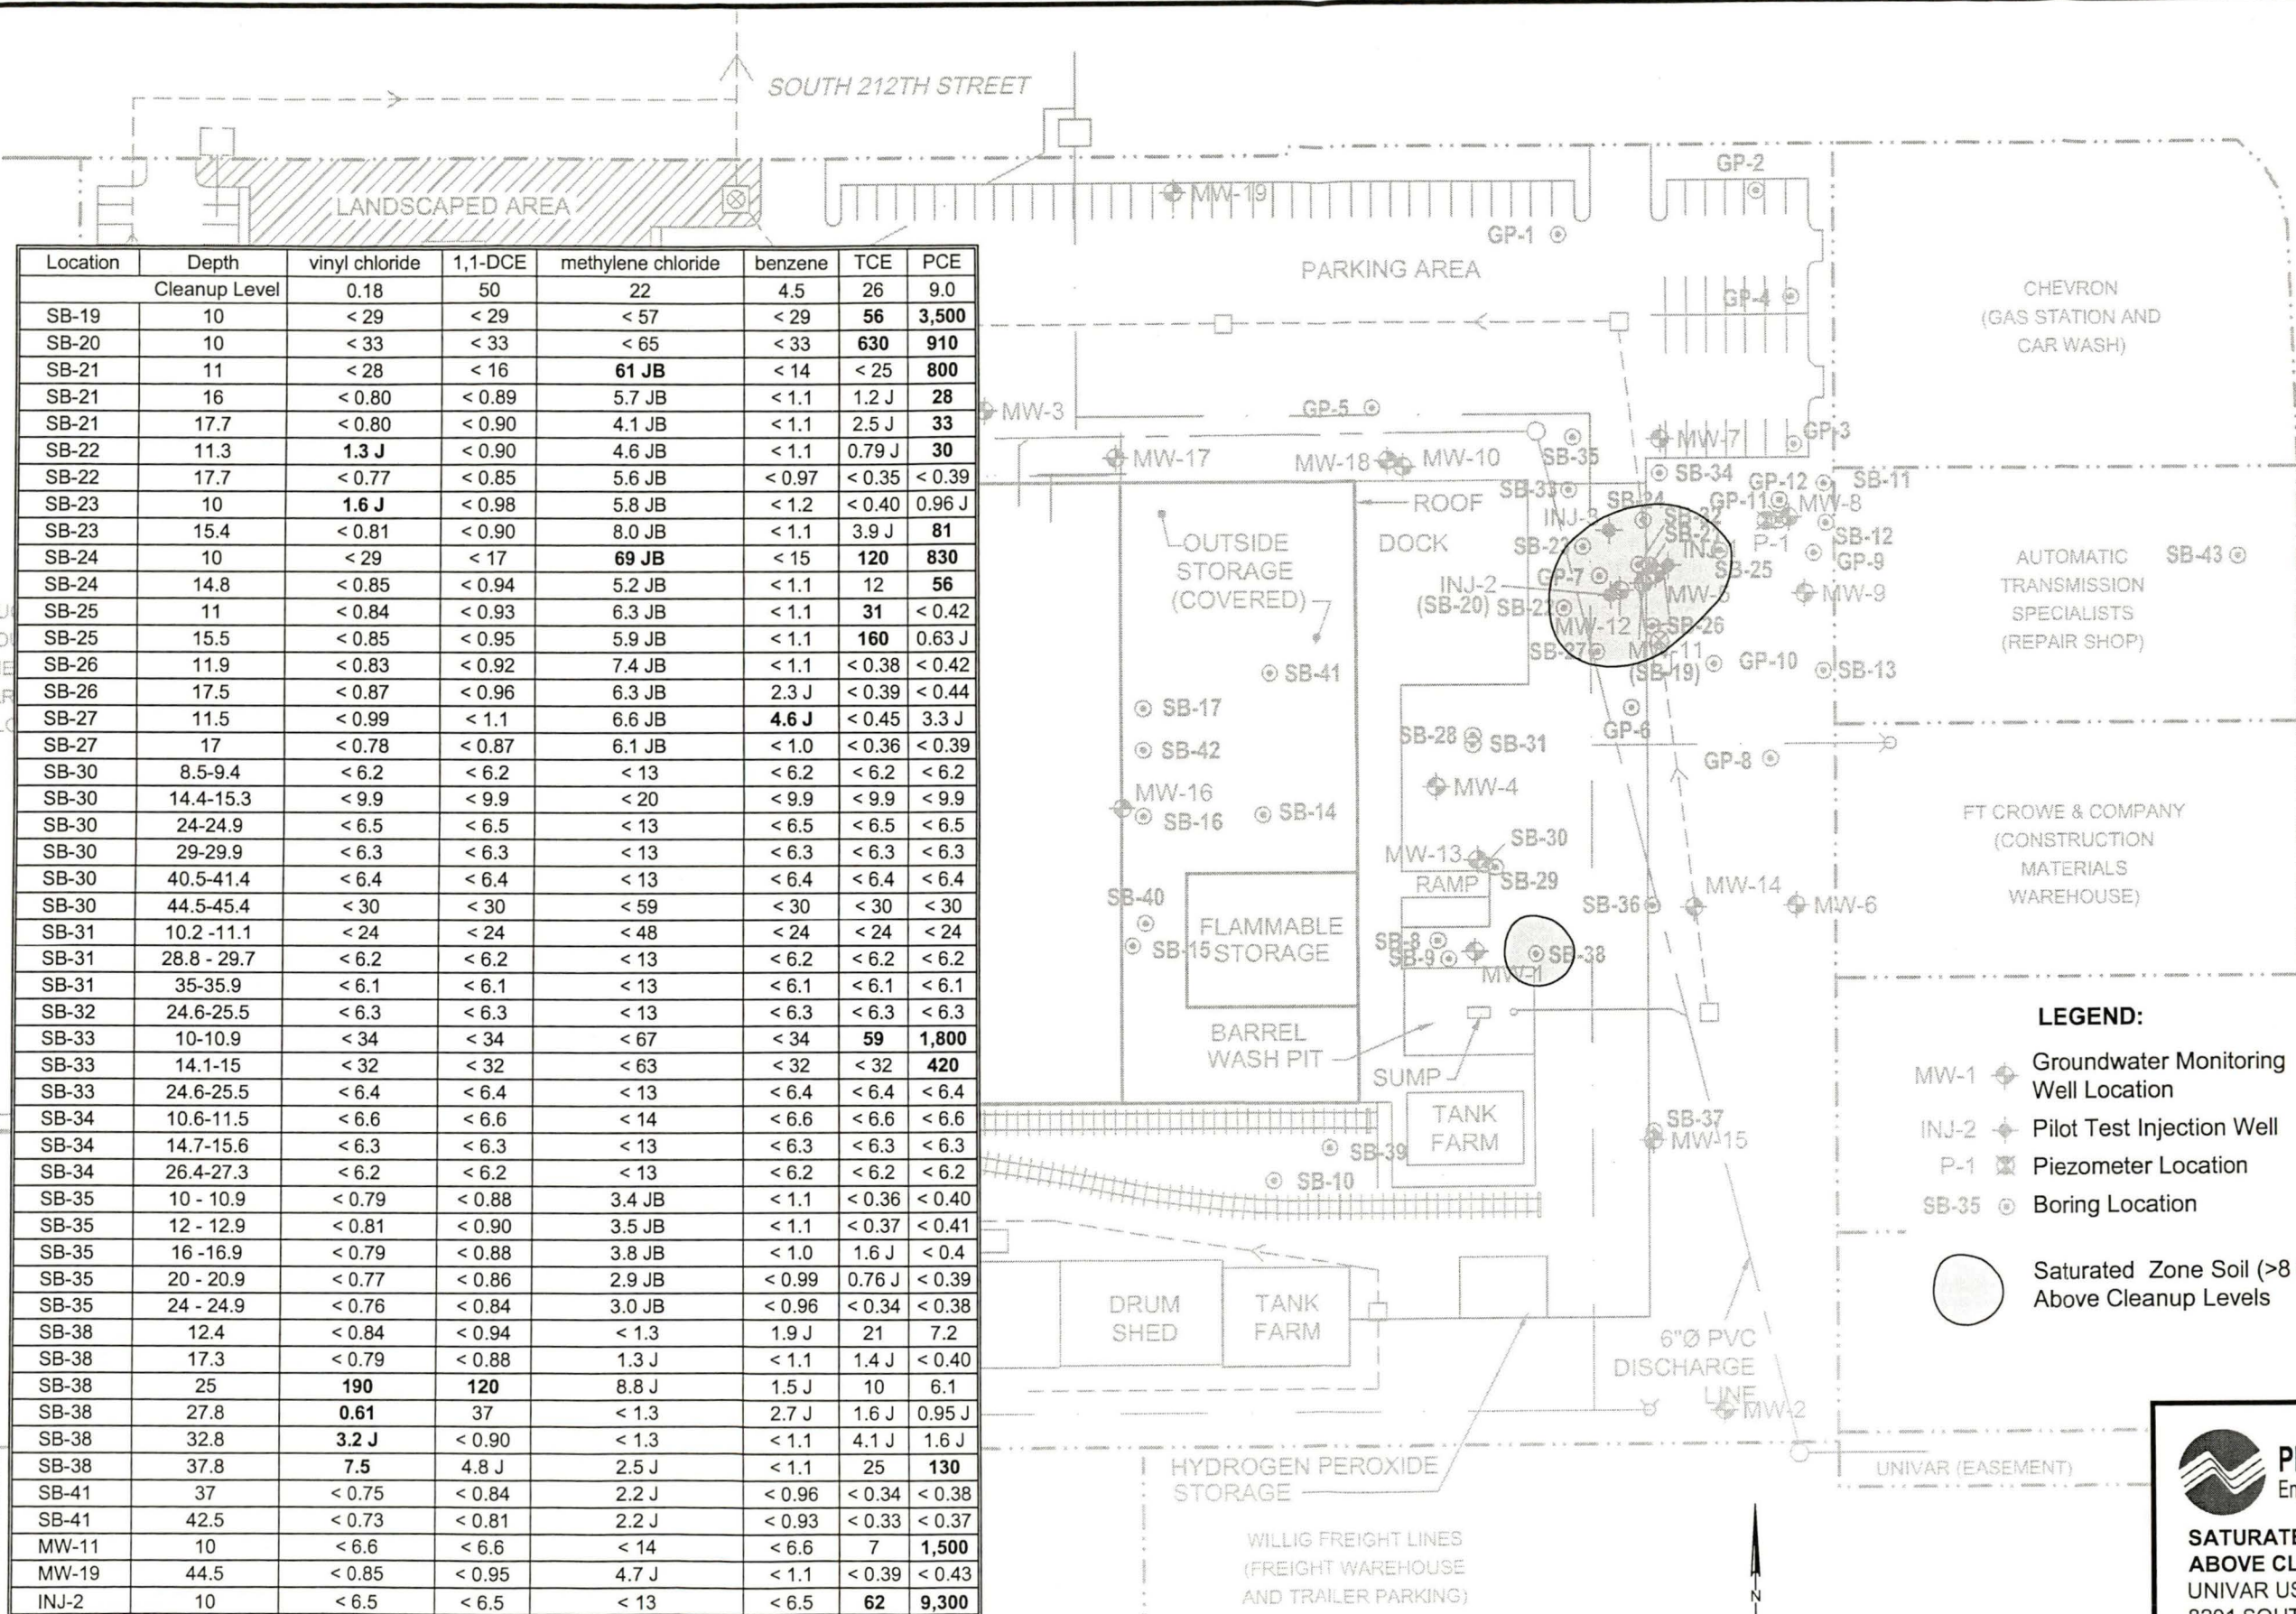 SOUTH 212TH STREET
LANDSCAPED AREA
MW-19
GP-2
GP-1
PARKING AREA
GP-4
CHEVRON
(GAS STATION AND
CAR WASH)
Location Depth vinyl chloride 1,1-DCE methylene chloride benzene TCE PCE
Cleanup Level 0.18 50 22 4.5 26 9.0
SB-19 10 < 29 < 29 < 57 < 29 56 3,500
SB-20 10 < 33 < 33 < 65 < 33 630 910
SB-21 11 < 28 < 16 61 JB < 14 < 25 800
SB-21 16 < 0.80 < 0.89 5.7 JB < 1.1 1.2 J 28
SB-21 17.7 < 0.80 < 0.90 4.1 JB < 1.1 2.5 J 33
SB-22 11.3 1.3 J < 0.90 4.6 JB < 1.1 0.79 J 30
SB-22 17.7 < 0.77 < 0.85 5.6 JB < 0.97 < 0.35 < 0.39
SB-23 10 1.6 J < 0.98 5.8 JB < 1.2 < 0.40 0.96 J
SB-23 15.4 < 0.81 < 0.90 8.0 JB < 1.1 3.9 J 81
SB-24 10 < 29 < 17 69 JB < 15 120 830
SB-24 14.8 < 0.85 < 0.94 5.2 JB < 1.1 12 56
SB-25 11 < 0.84 < 0.93 6.3 JB < 1.1 31 < 0.42
SB-25 15.5 < 0.85 < 0.95 5.9 JB < 1.1 160 0.63 J
SB-26 11.9 < 0.83 < 0.92 7.4 JB < 1.1 < 0.38 < 0.42
SB-26 17.5 < 0.87 < 0.96 6.3 JB 2.3 J < 0.39 < 0.44
SB-27 11.5 < 0.99 < 1.1 6.6 JB 4.6 J < 0.45 3.3 J
SB-27 17 < 0.78 < 0.87 6.1 JB < 1.0 < 0.36 < 0.39
SB-30 8.5-9.4 < 6.2 < 6.2 < 13 < 6.2 < 6.2 < 6.2
SB-30 14.4-15.3 < 9.9 < 9.9 < 20 < 9.9 < 9.9 < 9.9
SB-30 24-24.9 < 6.5 < 6.5 < 13 < 6.5 < 6.5 < 6.5
SB-30 29-29.9 < 6.3 < 6.3 < 13 < 6.3 < 6.3 < 6.3
SB-30 40.5-41.4 < 6.4 < 6.4 < 13 < 6.4 < 6.4 < 6.4
SB-30 44.5-45.4 < 30 < 30 < 59 < 30 < 30 < 30
SB-31 10.2 -11.1 < 24 < 24 < 48 < 24 < 24 < 24
SB-31 28.8 - 29.7 < 6.2 < 6.2 < 13 < 6.2 < 6.2 < 6.2
SB-31 35-35.9 < 6.1 < 6.1 < 13 < 6.1 < 6.1 < 6.1
SB-32 24.6-25.5 < 6.3 < 6.3 < 13 < 6.3 < 6.3 < 6.3
SB-33 10-10.9 < 34 < 34 < 67 < 34 59 1,800
SB-33 14.1-15 < 32 < 32 < 63 < 32 < 32 420
SB-33 24.6-25.5 < 6.4 < 6.4 < 13 < 6.4 < 6.4 < 6.4
SB-34 10.6-11.5 < 6.6 < 6.6 < 14 < 6.6 < 6.6 < 6.6
SB-34 14.7-15.6 < 6.3 < 6.3 < 13 < 6.3 < 6.3 < 6.3
SB-34 26.4-27.3 < 6.2 < 6.2 < 13 < 6.2 < 6.2 < 6.2
SB-35 10 - 10.9 < 0.79 < 0.88 3.4 JB < 1.1 < 0.36 < 0.40
SB-35 12 - 12.9 < 0.81 < 0.90 3.5 JB < 1.1 < 0.37 < 0.41
SB-35 16 -16.9 < 0.79 < 0.88 3.8 JB < 1.0 1.6 J < 0.4
SB-35 20 - 20.9 < 0.77 < 0.86 2.9 JB < 0.99 0.76 J < 0.39
SB-35 24 - 24.9 < 0.76 < 0.84 3.0 JB < 0.96 < 0.34 < 0.38
SB-38 12.4 < 0.84 < 0.94 < 1.3 1.9 J 21 7.2
SB-38 17.3 < 0.79 < 0.88 1.3 J < 1.1 1.4 J < 0.40
SB-38 25 190 120 8.8 J 1.5 J 10 6.1
SB-38 27.8 0.61 37 < 1.3 2.7 J 1.6 J 0.95 J
SB-38 32.8 3.2 J < 0.90 < 1.3 < 1.1 4.1 J 1.6 J
SB-38 37.8 7.5 4.8 J 2.5 J < 1.1 25 130
SB-41 37 < 0.75 < 0.84 2.2 J < 0.96 < 0.34 < 0.38
SB-41 42.5 < 0.73 < 0.81 2.2 J < 0.93 < 0.33 < 0.37
MW-11 10 < 6.6 < 6.6 < 14 < 6.6 7 1,500
MW-19 44.5 < 0.85 < 0.95 4.7 J < 1.1 < 0.39 < 0.43
INJ-2 10 < 6.5 < 6.5 < 13 < 6.5 62 9,300
MW-3
GP-5
MW-7
GP-3
MW-17
MW-18
MW-10
SB-35
SB-34
GP-12
SB-11
ROOF
SB-33
SB-24
GP-11
MW-8
OUTSIDE
STORAGE
(COVERED)
DOCK
SB-32
SB-21
P-1
SB-12
SB-23
SB-25
GP-9
AUTOMATIC
TRANSMISSION
SPECIALISTS
(REPAIR SHOP)
SB-43
INJ-2
(SB-20)
GP-7
SB-22
MW-5
MW-9
MW-12
SB-26
SB-27
MW-11
(SB-19)
GP-10
SB-13
SB-41
SB-17
SB-42
SB-28
SB-31
GP-6
GP-8
MW-16
SB-16
SB-14
MW-4
FT CROWE & COMPANY
(CONSTRUCTION
MATERIALS
WAREHOUSE)
SB-30
MW-13
RAMP
SB-29
SB-36
MW-14
MW-6
SB-40
SB-15
FLAMMABLE
STORAGE
SB-8
SB-9
MW-1
SB-38
BARREL
WASH PIT
SUMP
TANK
FARM
SB-37
MW-15
SB-39
SB-10
LEGEND:
MW-1 Groundwater Monitoring
Well Location
INJ-2 Pilot Test Injection Well
P-1 Piezometer Location
SB-35 Boring Location
Saturated Zone Soil (>8
Above Cleanup Levels
DRUM
SHED
TANK
FARM
6"Ø PVC
DISCHARGE
LINE
MW-2
HYDROGEN PEROXIDE
STORAGE
UNIVAR (EASEMENT)
WILLIG FREIGHT LINES
(FREIGHT WAREHOUSE
AND TRAILER PARKING)
N
SATURATE
ABOVE CL
UNIVAR US